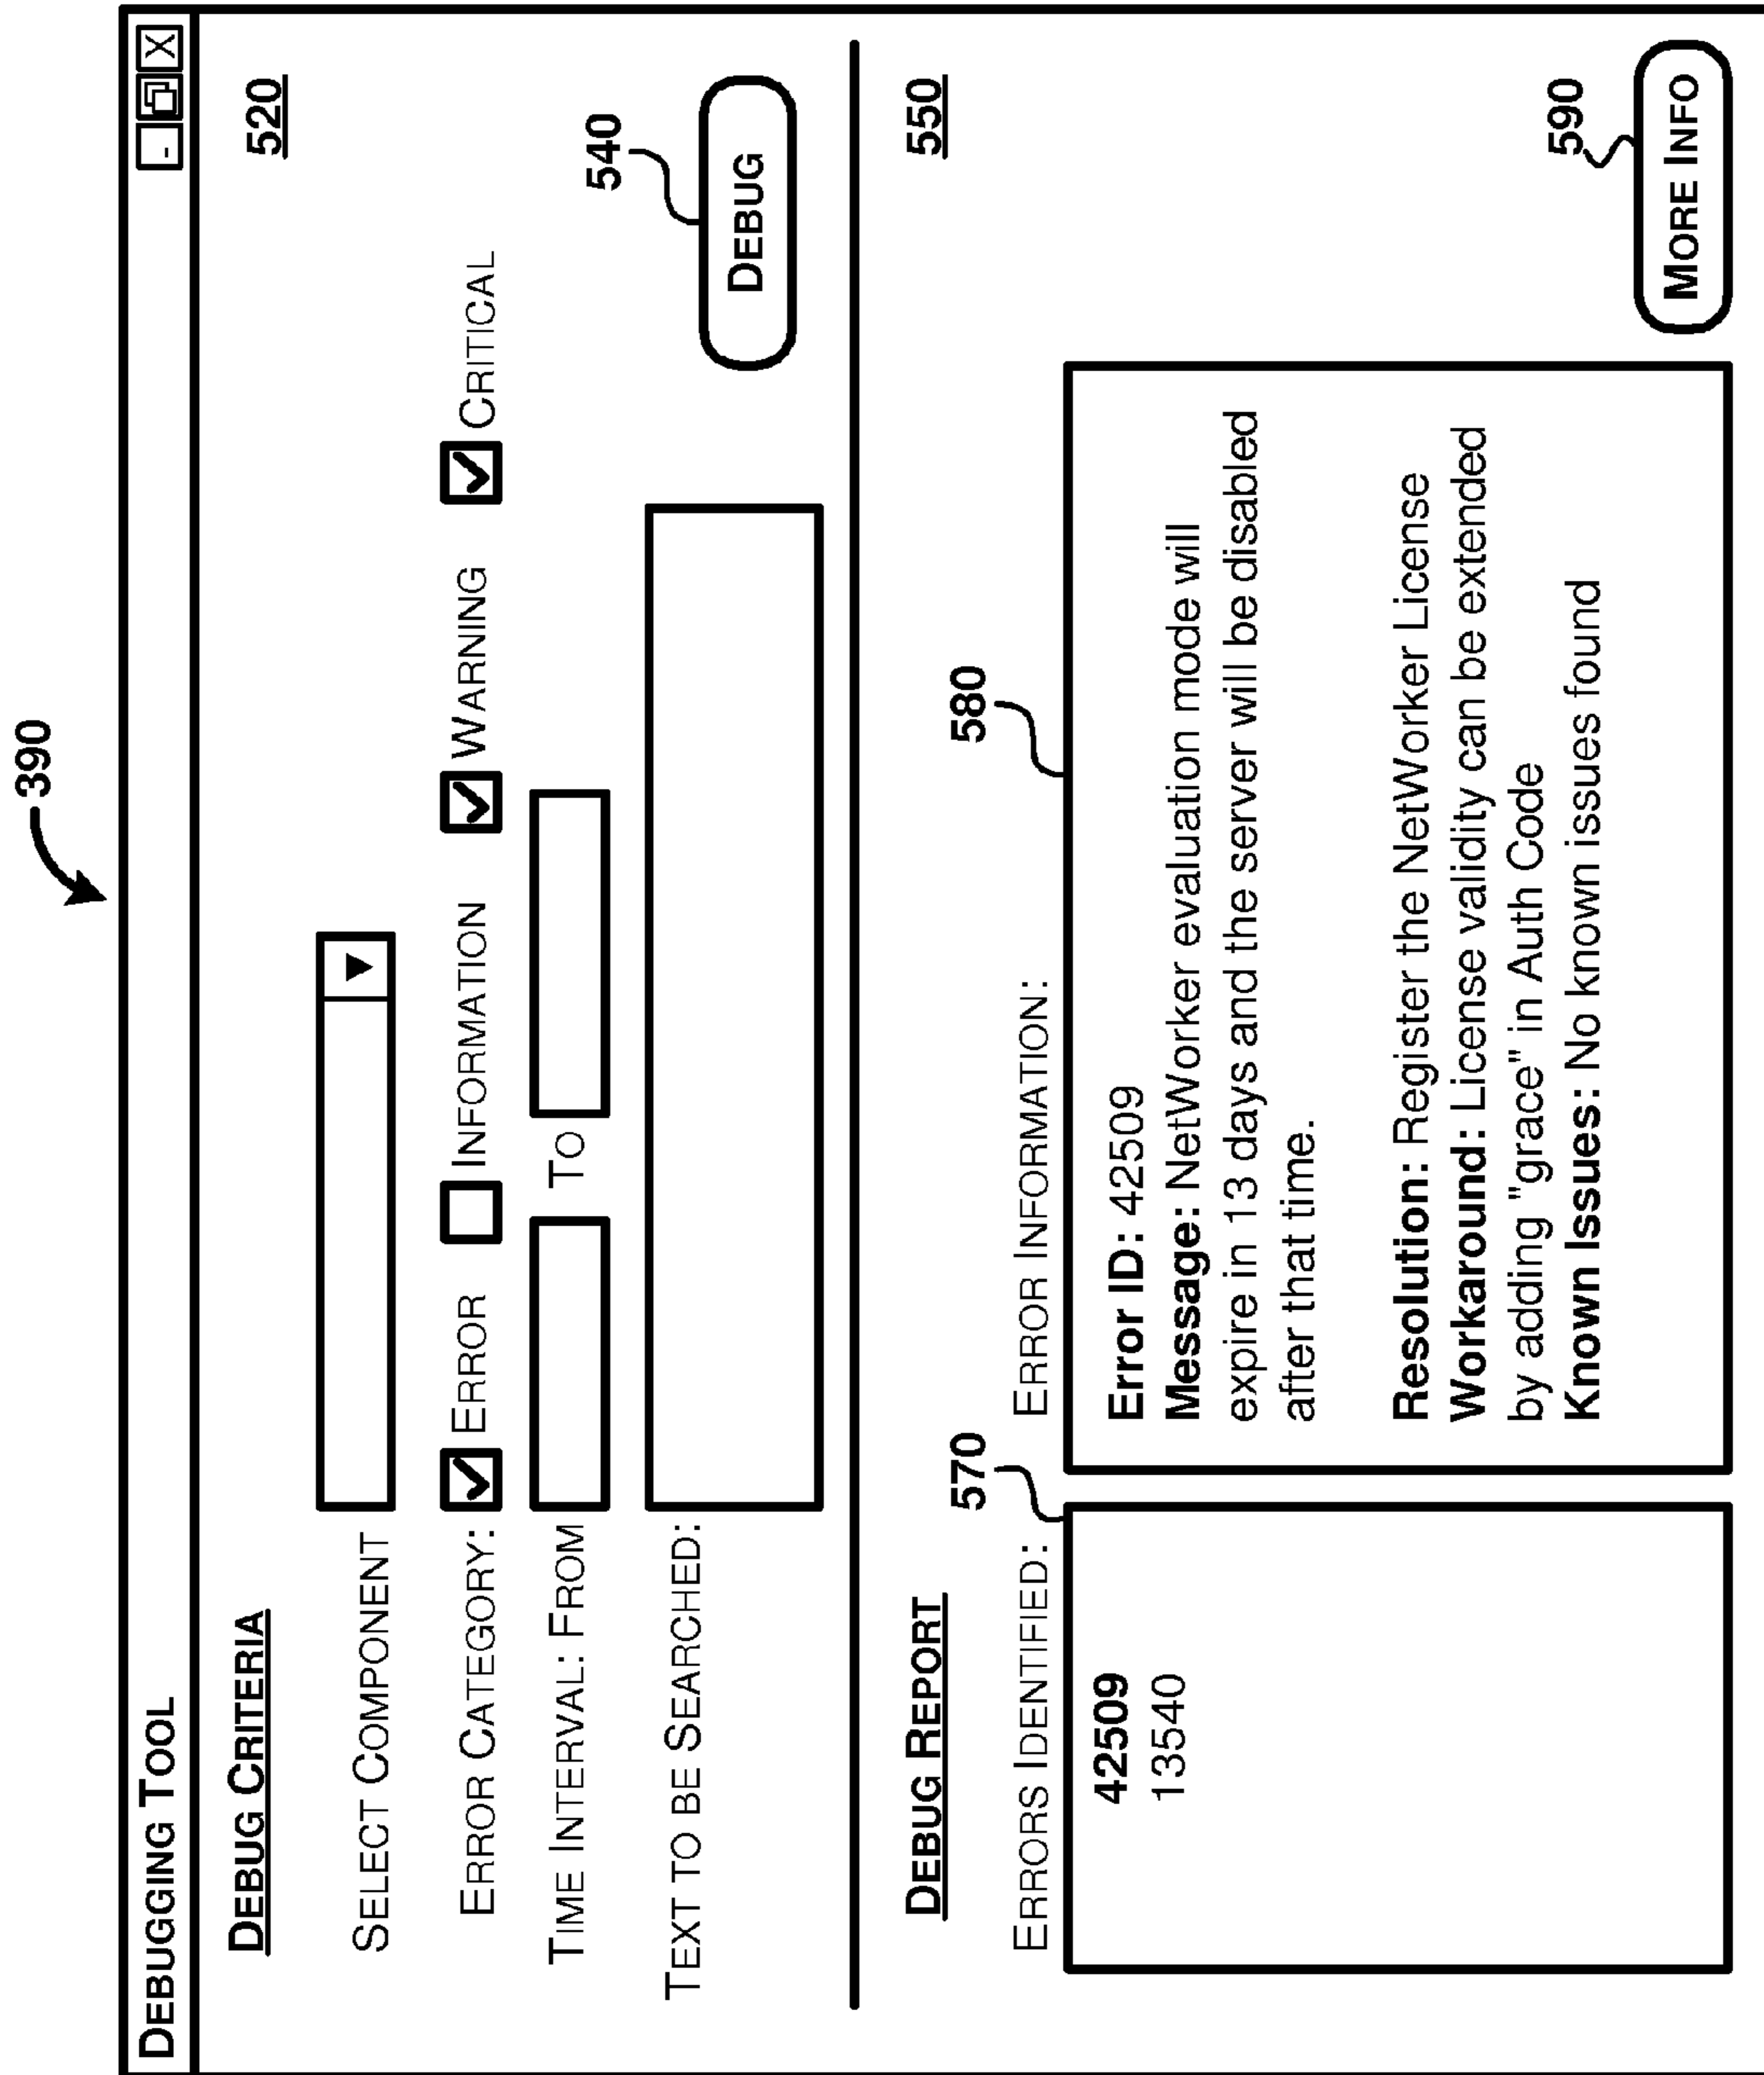 390
DEBUGGING TOOL - X
DEBUG CRITERIA 520
SELECT COMPONENT ▼
ERROR CATEGORY: ERROR INFORMATION WARNING CRITICAL
TIME INTERVAL: FROM TO
540
TEXT TO BE SEARCHED:
DEBUG
DEBUG REPORT 550
570 580
ERRORS IDENTIFIED: ERROR INFORMATION:
42509
13540
Error ID: 42509
Message: NetWorker evaluation mode will
expire in 13 days and the server will be disabled
after that time.
Resolution: Register the NetWorker License
Workaround: License validity can be extended
by adding "grace" in Auth Code
Known Issues: No known issues found
590
MORE INFO